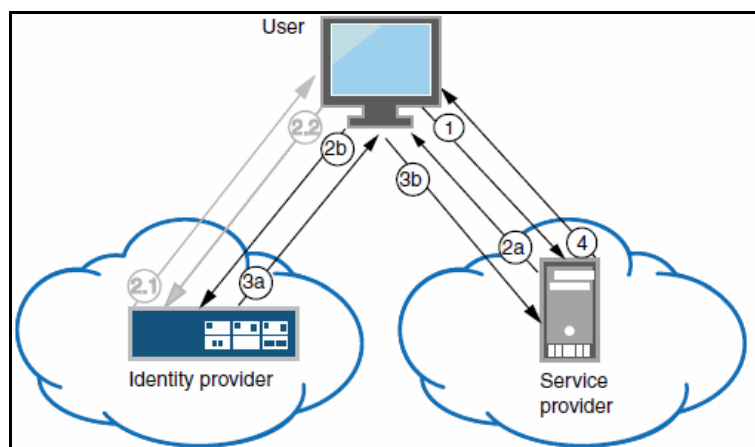 User
2.2
2b
1
3b
2.1
3a
2a
4
Identity provider
Service
provider